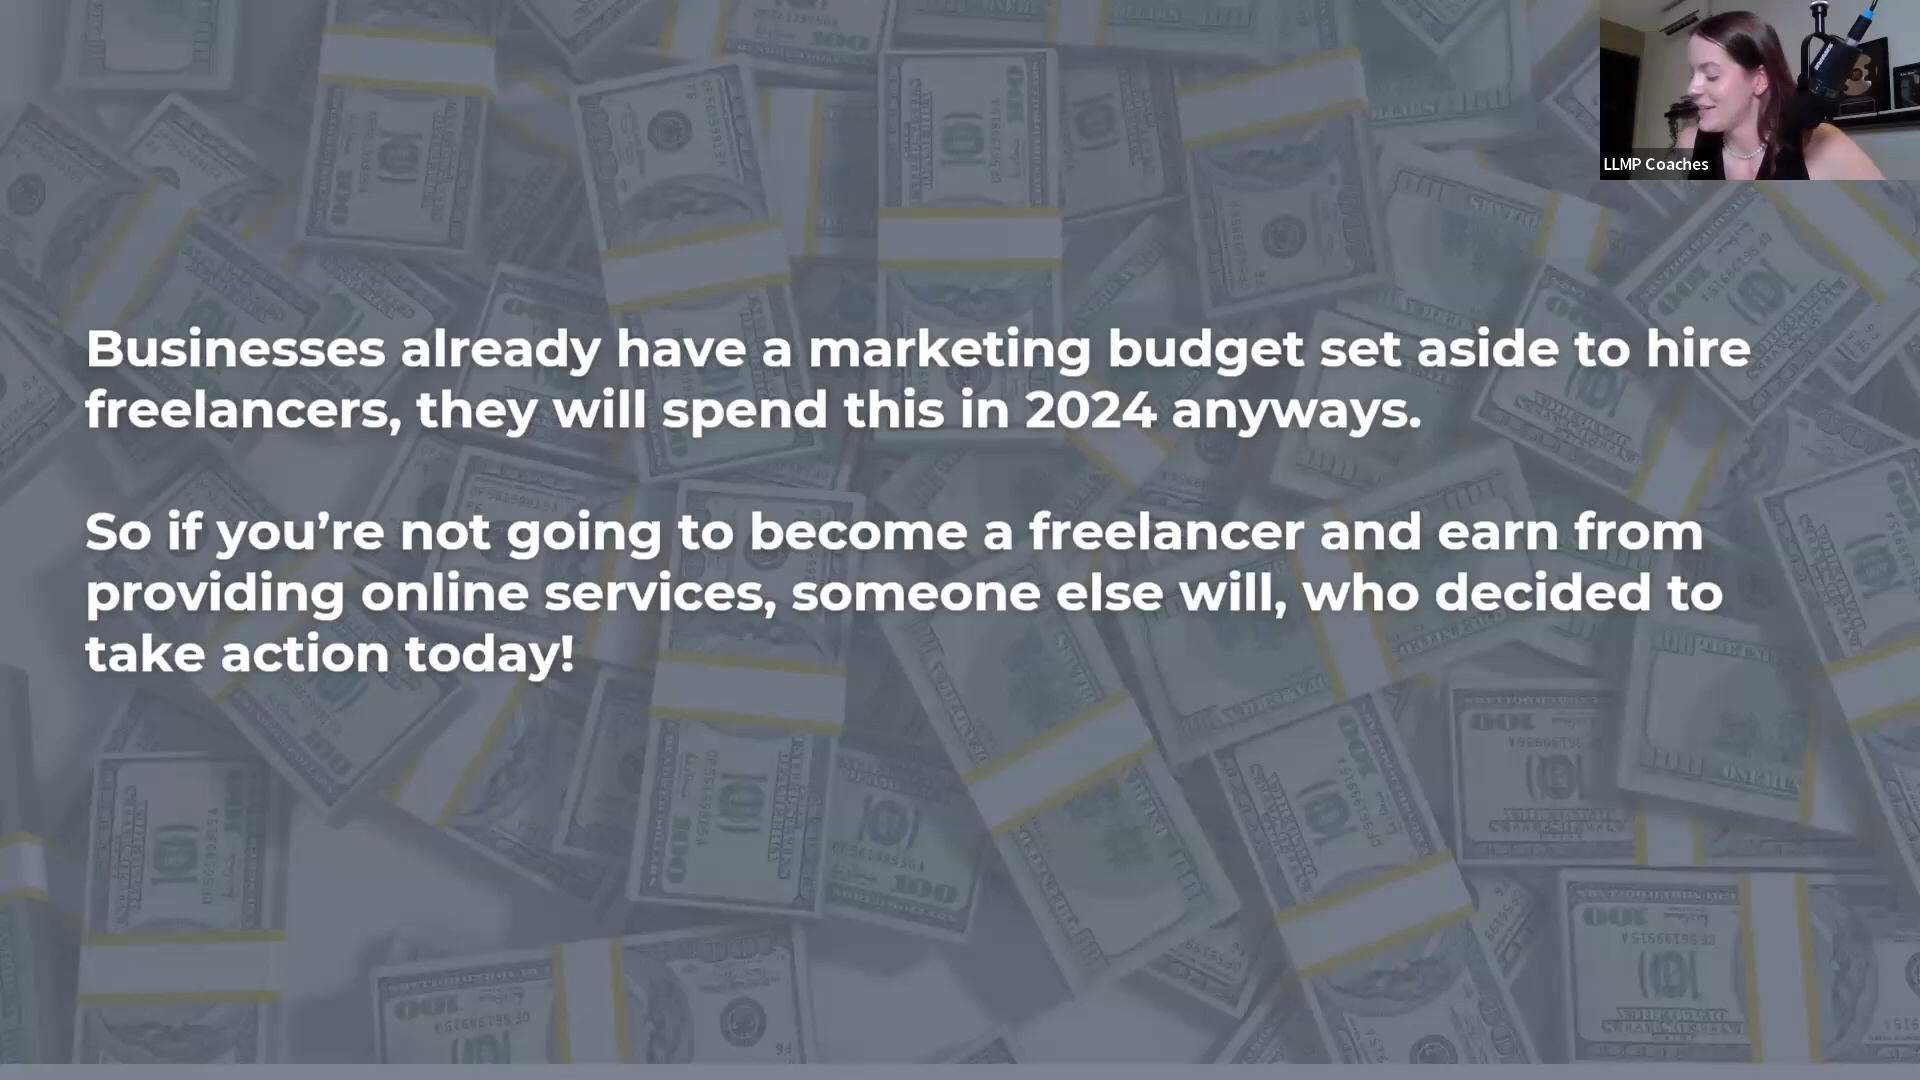 LLMP Coaches
Businesses already have a marketing budget set aside to hire
freelancers, they will spend this in 2024 anyways.
So if you’re not going to become a freelancer and earn from
providing online services, someone else will, who decided to
take action today!